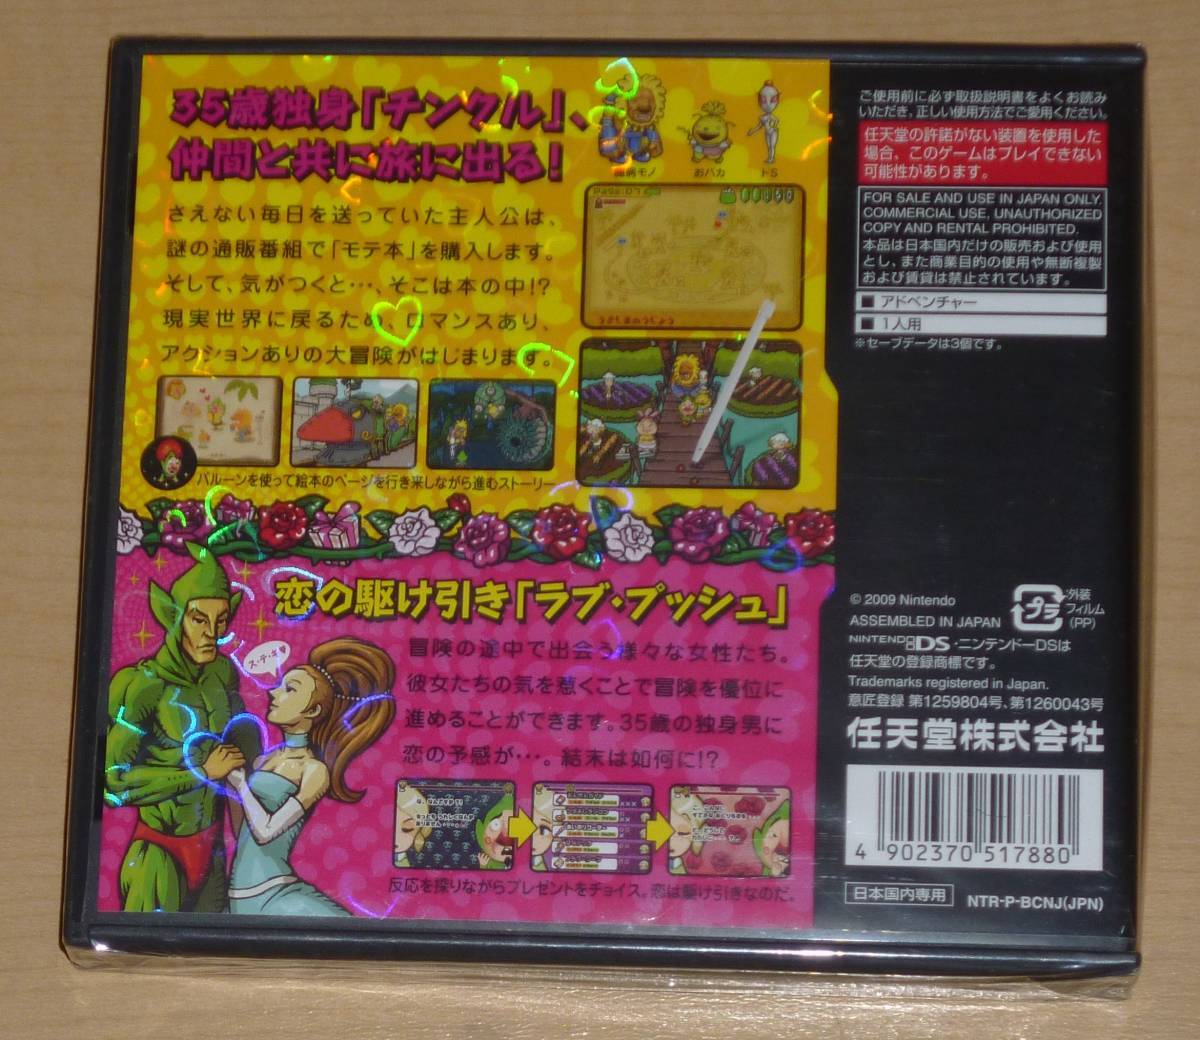 35歳独身「チンクル」、
仲間と共に旅に出る!
臆病モノ
おバカ
ドS
さえない毎日を送っていた主人公は、
謎の通販番組で「モテ本」を購入します。
そして、気がつくと…、そこは本の中!?
現実世界に戻るため、ロマンスあり、
アクションありの大冒険がはじまります。
バルーンを使って絵本のページを行き来しながら進むストーリー
恋の駆け引き「ラブ・プッシュ」
ス・テ・キ♥
冒険の途中で出会う様々な女性たち。
彼女たちの気を惹くことで冒険を優位に
進めることができます。35歳の独身男に
恋の予感が…。結末は如何に!?
反応を探りながらプレゼントをチョイス。恋は駆け引きなのだ。
ご使用前に必ず取扱説明書をよくお読み
いただき、正しい使用方法でご愛用ください。
任天堂の許諾がない装置を使用した
場合、このゲームはプレイできない
可能性があります。
FOR SALE AND USE IN JAPAN ONLY.
COMMERCIAL USE, UNAUTHORIZED
COPY AND RENTAL PROHIBITED.
本品は日本国内だけの販売および使用
とし、また商業目的の使用や無断複製
および賃貸は禁止されています。
■ アドベンチャー
■ 1人用
※セーブデータは3個です。
© 2009 Nintendo
ASSEMBLED IN JAPAN
プラ
外装
フィルム
(PP)
NINTENDO DS・ニンテンドーDSは
任天堂の登録商標です。
Trademarks registered in Japan.
意匠登録 第1259804号、第1260043号
任天堂株式会社
4 902370 517880
日本国内専用
NTR-P-BCNJ(JPN)